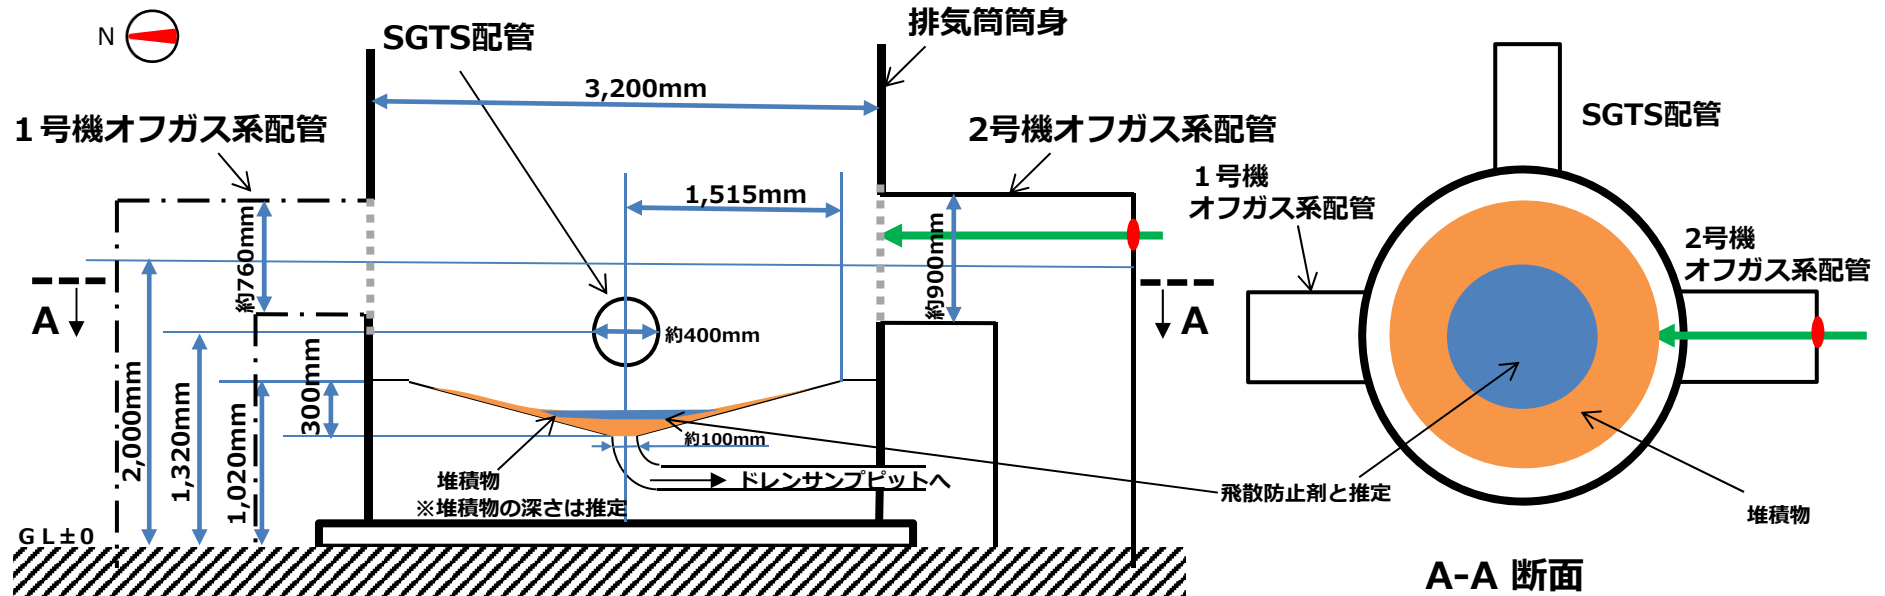 N
SGTS配管
排気筒筒身
3,200mm
１号機オフガス系配管
2号機オフガス系配管
1,515mm
約760mm
約900mm
A
A
約400mm
300mm
2,000mm
1,320mm
1,020mm
約100mm
堆積物
※堆積物の深さは推定
ドレンサンプピットへ
飛散防止剤と推定
ＧＬ±０
SGTS配管
１号機
オフガス系配管
2号機
オフガス系配管
堆積物
A-A 断面